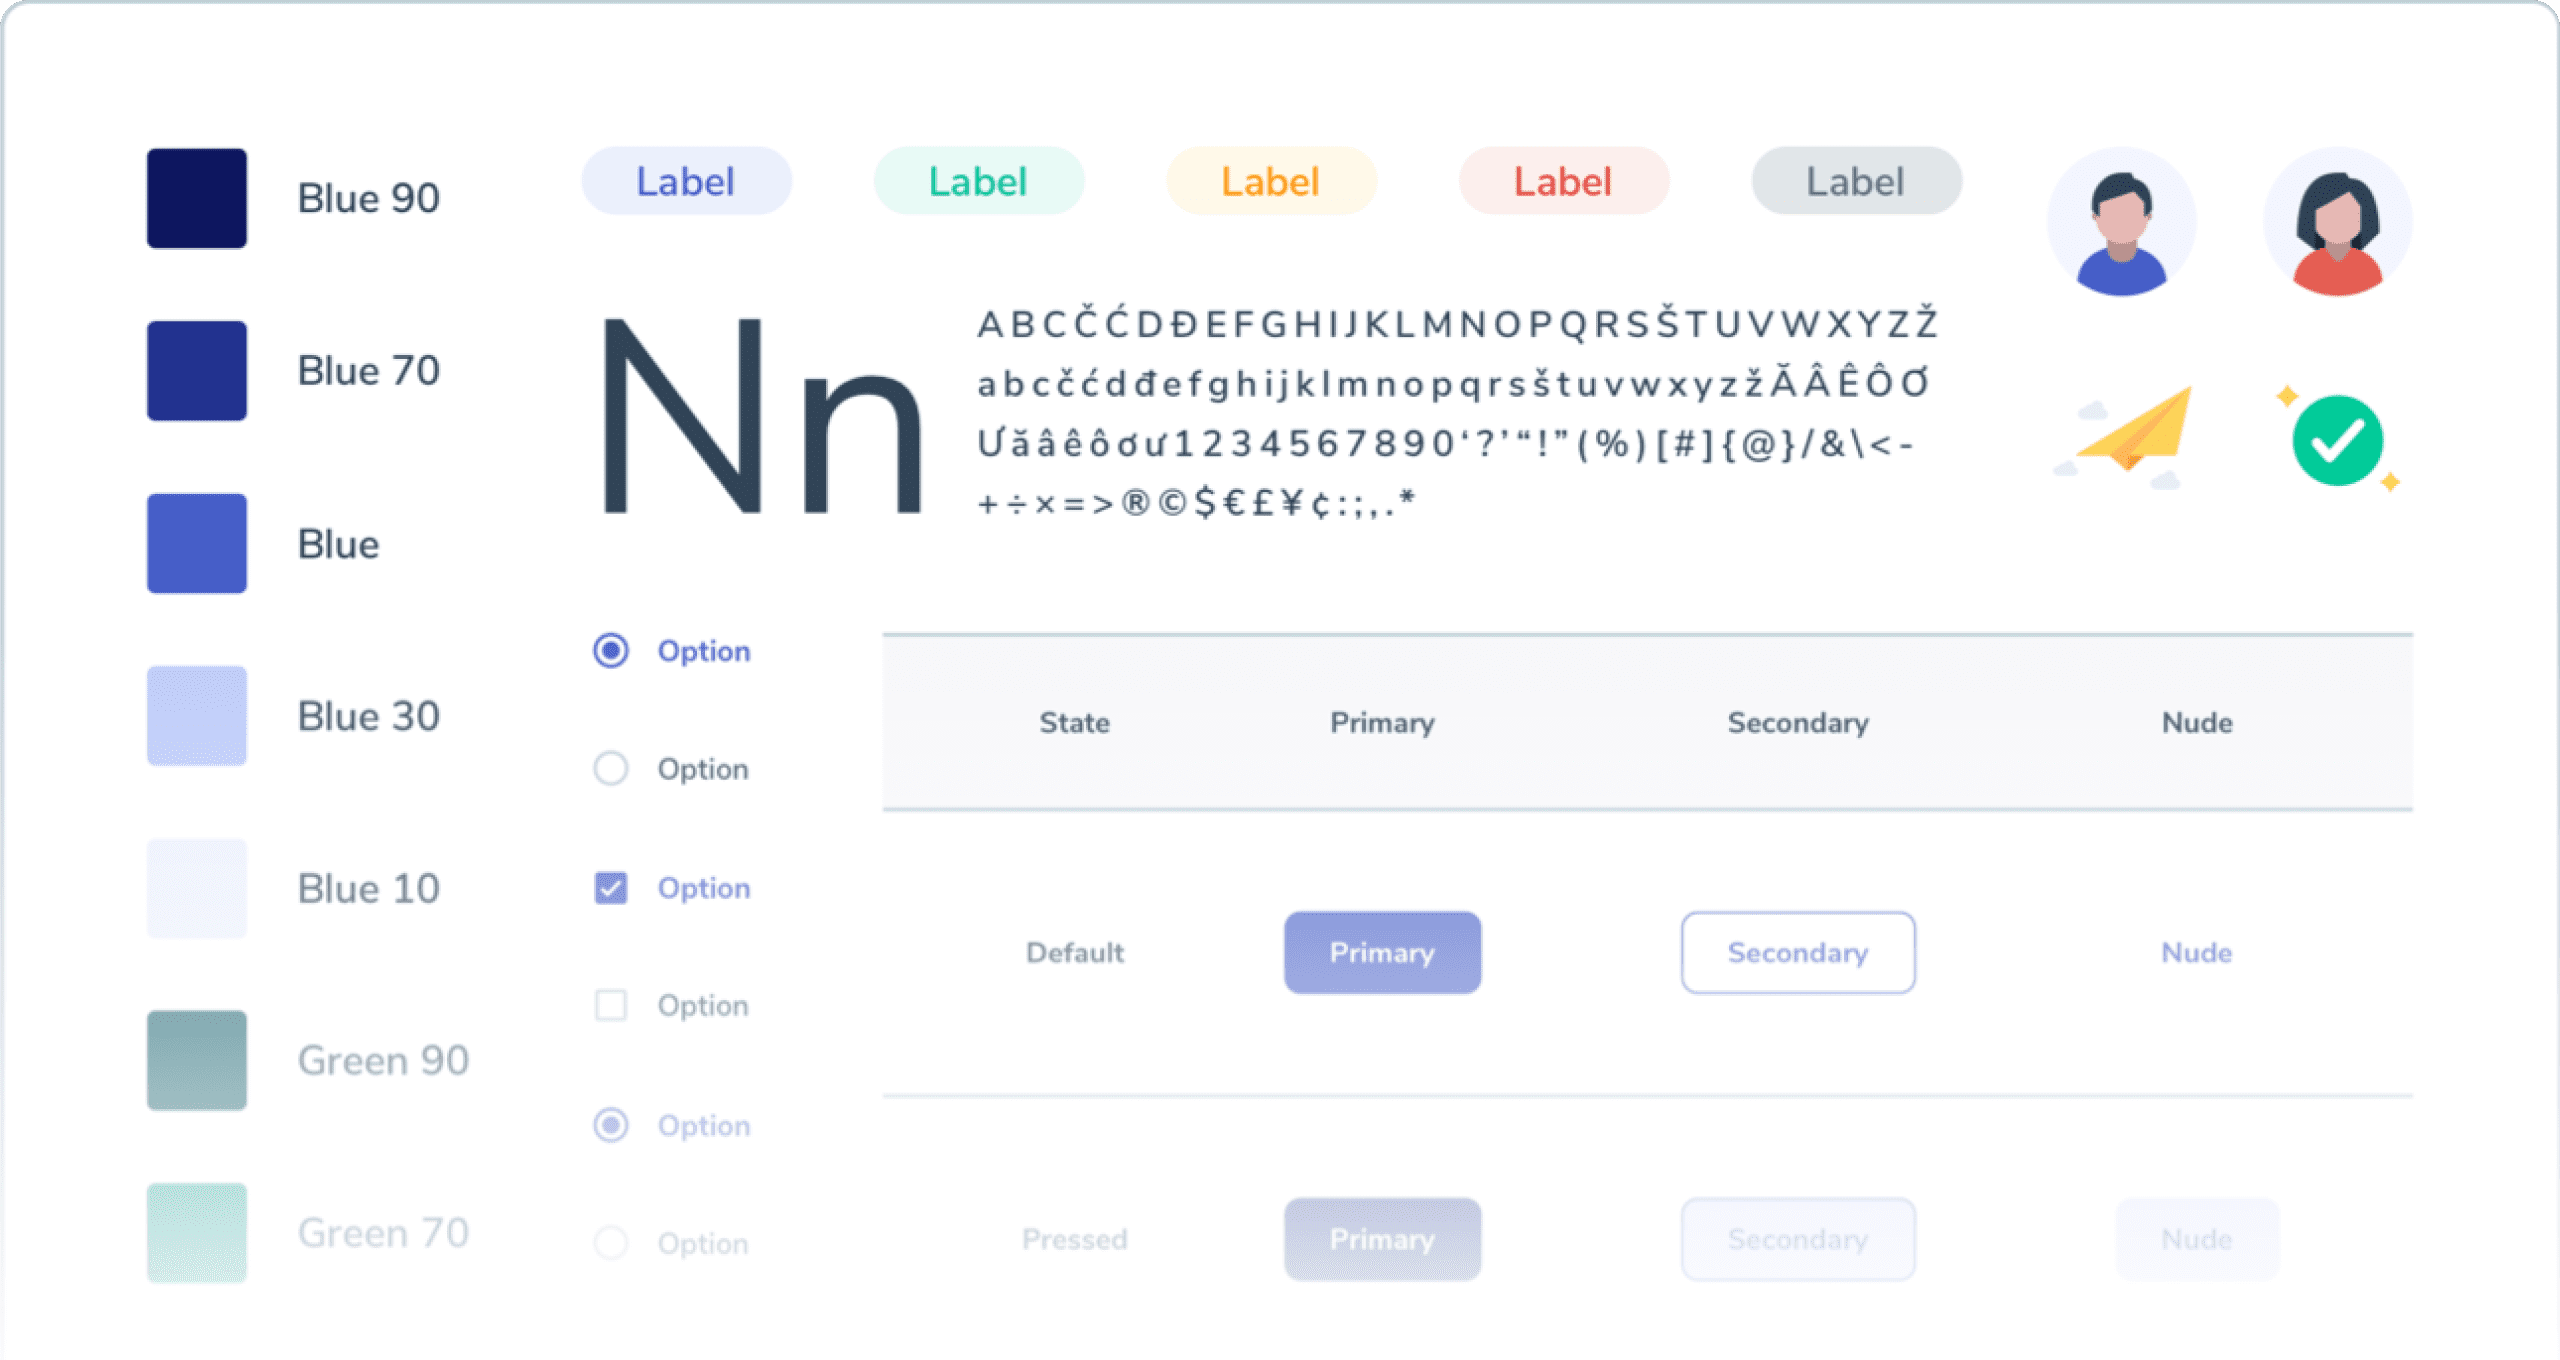 Blue 90
Blue 70
Blue
Blue 30
Blue 10
Green 90
Green 70
Label Label Label Label Label
Nn
ABCČĆDĐEFGHIJKLMNOPQRSŠTUVWXYZŽ
abcčćdđefghijklmnopqrsštuvwxyzžĂÂÊÔƠ
Ưăâêôơư1234567890‘?’“!”(%)[#]{@}/&\<-
+÷×=>®©$€£¥¢:;,.*
Option
Option
Option
Option
Option
Option
State Primary Secondary Nude
Default Primary Secondary Nude
Pressed Primary Secondary Nude